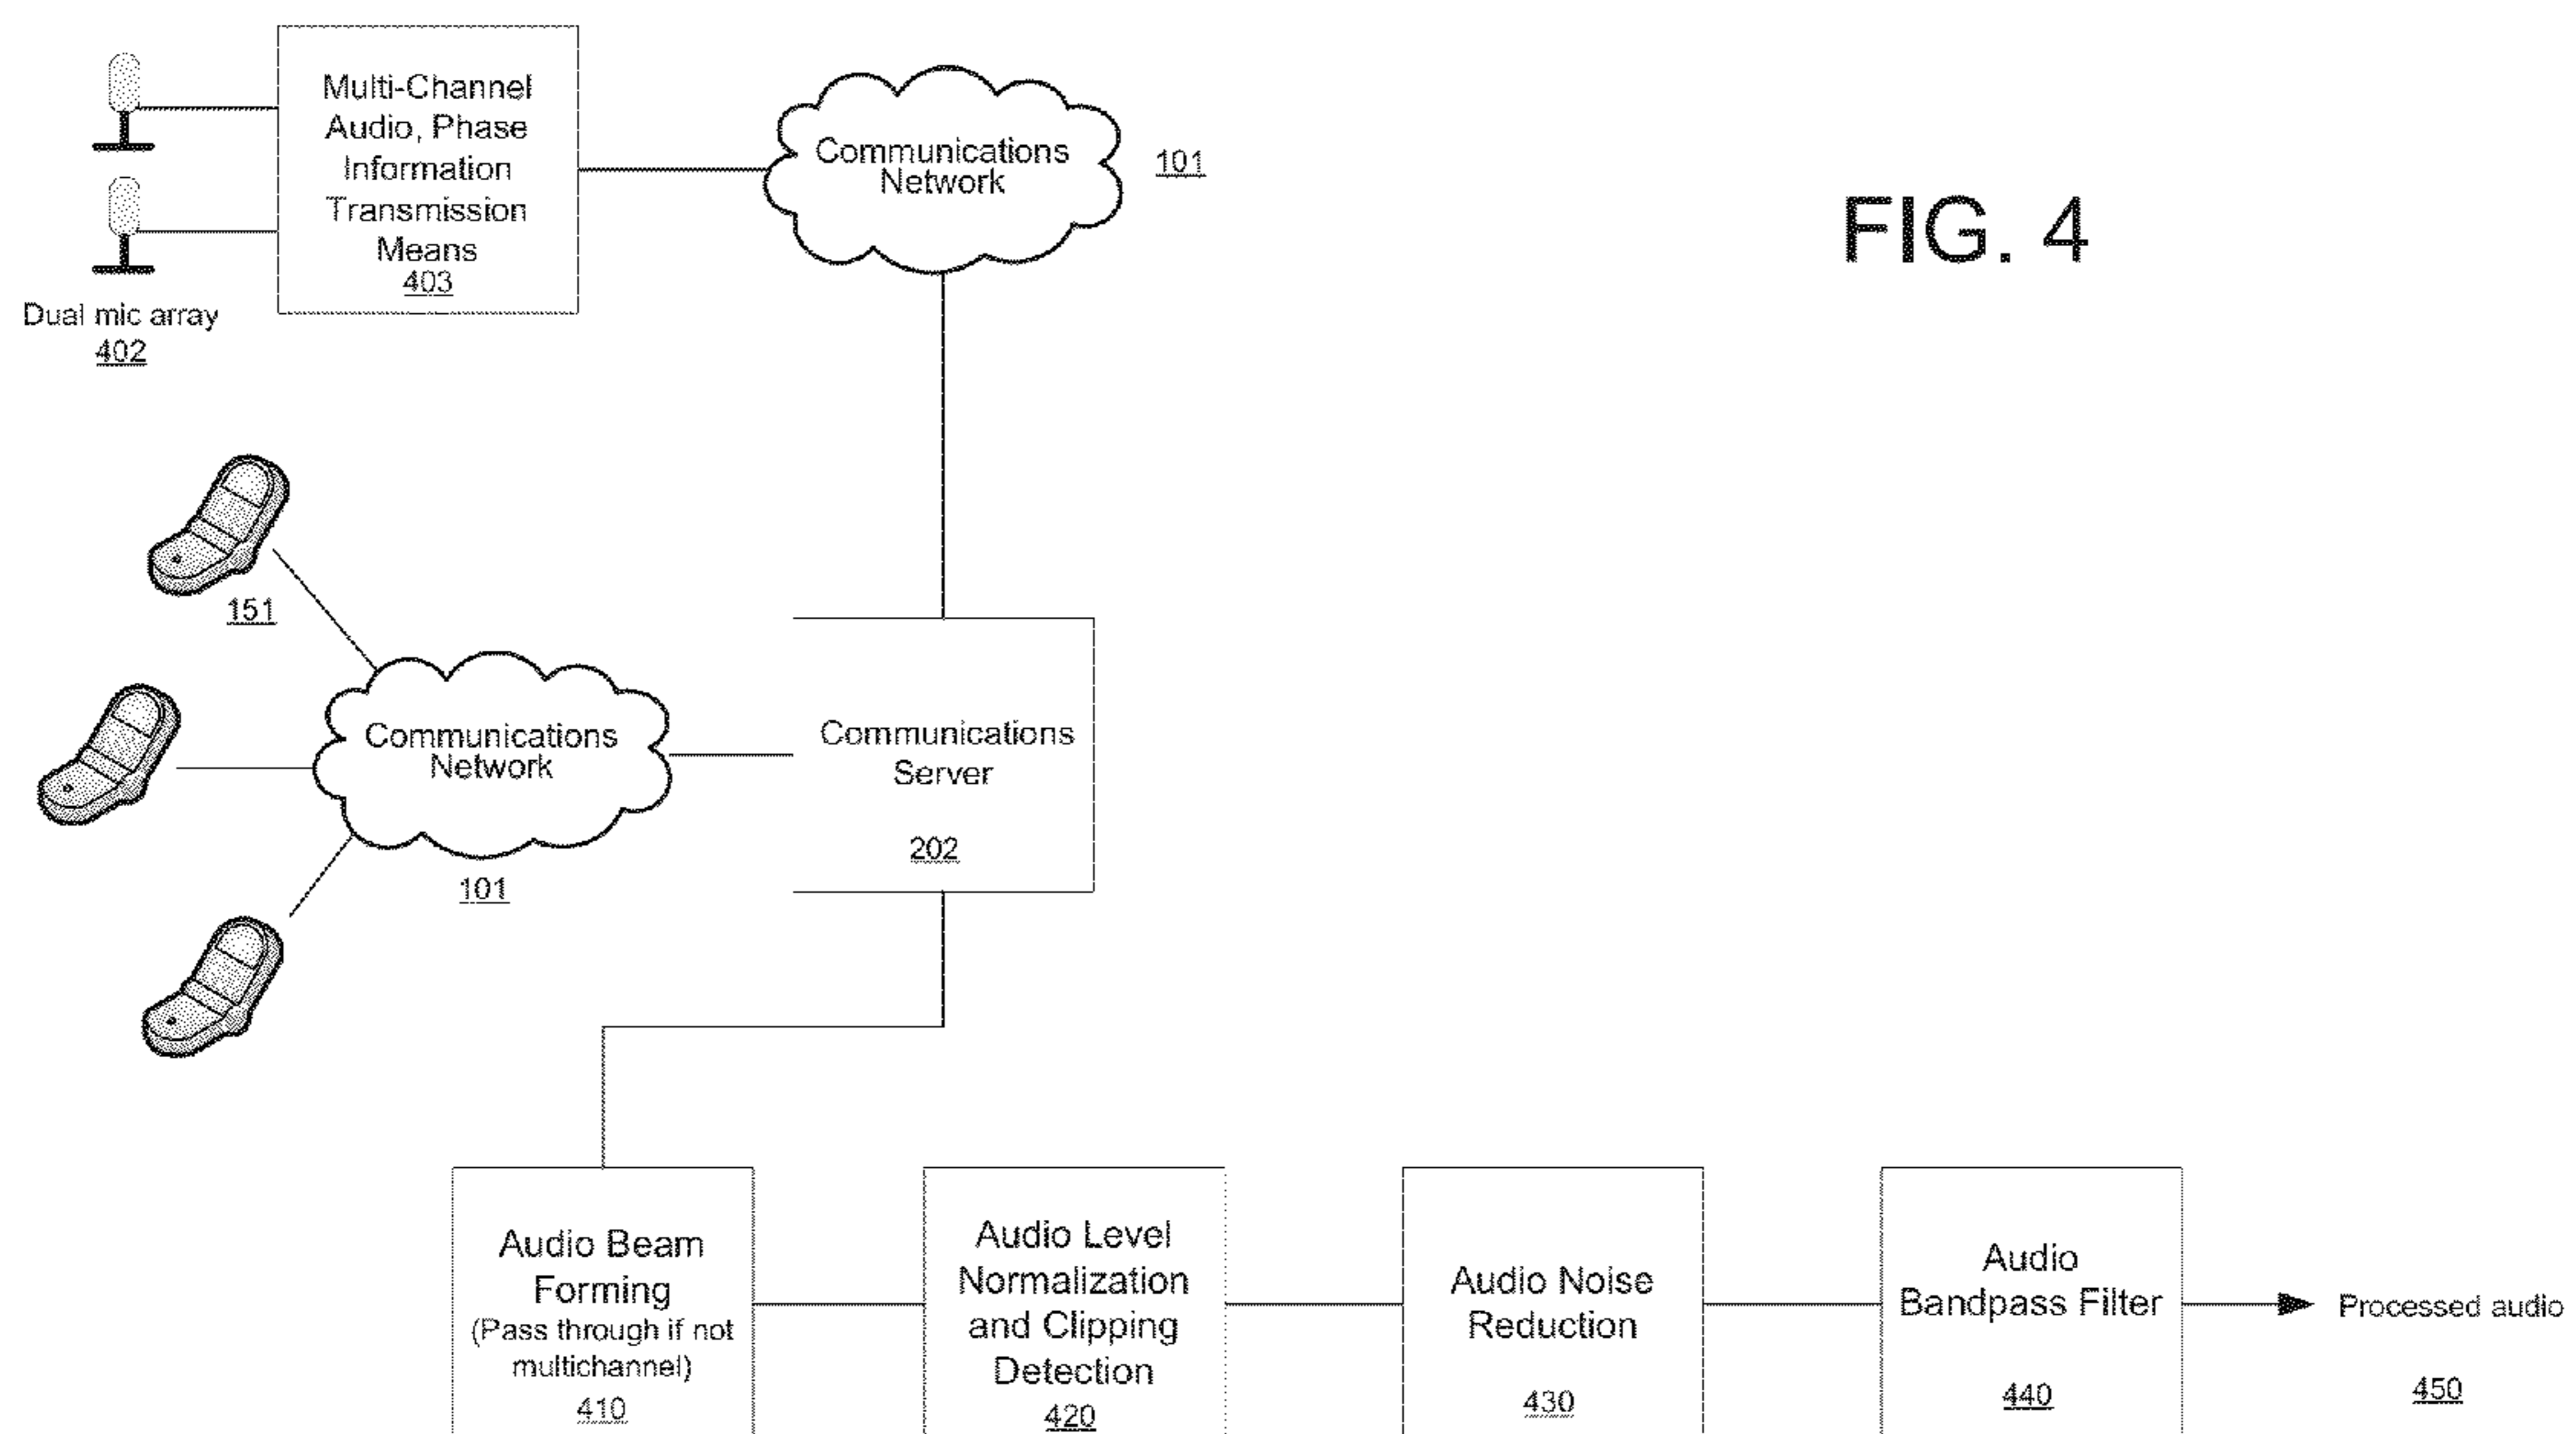 Multi-Channel
Audio, Phase
Information
Transmission
Means
403
Dual mic array
402
Communications
Network
101
FIG. 4
151
Communications
Network
101
Communications
Server
202
Audio Beam
Forming
(Pass through if not
multichannel)
410
Audio Level
Normalization
and Clipping
Detection
420
Audio Noise
Reduction
430
Audio
Bandpass Filter
440
Processed audio
450